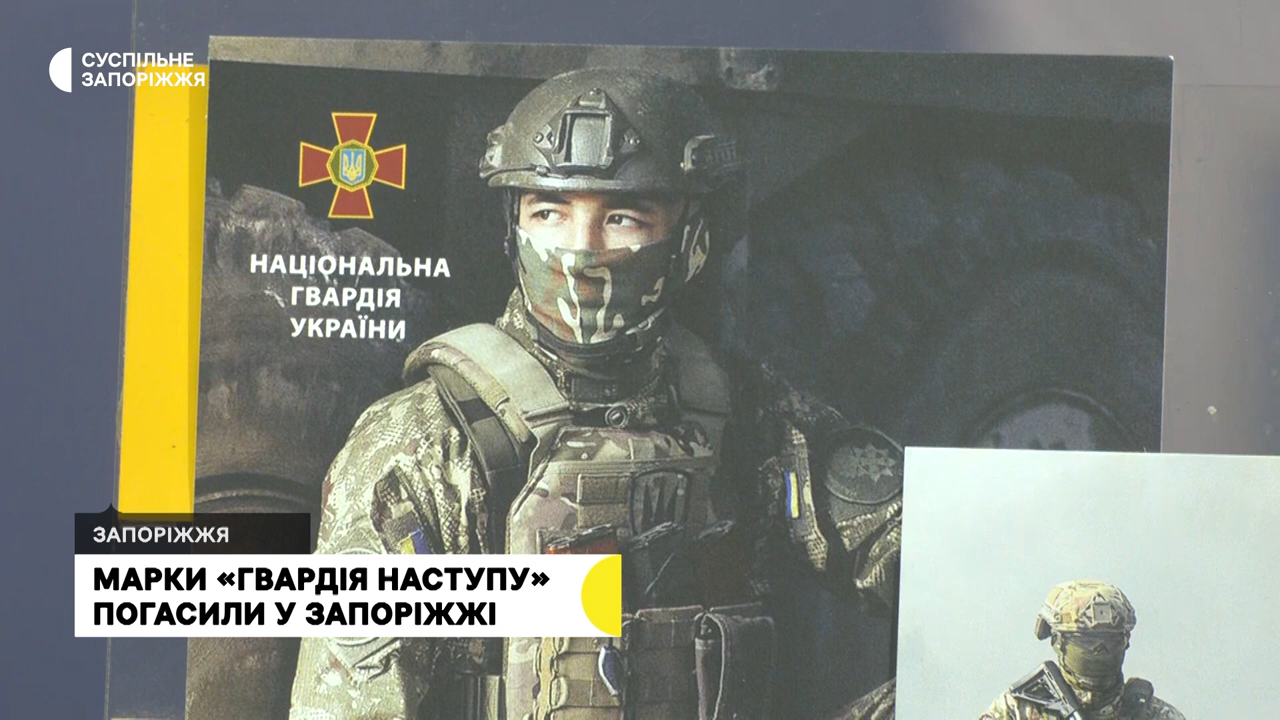 СУСПІЛЬНЕ
ЗАПОРІЖЖЯ
НАЦІОНАЛЬНА
ГВАРДІЯ
УКРАЇНИ
ЗАПОРІЖЖЯ
МАРКИ «ГВАРДІЯ НАСТУПУ»
ПОГАСИЛИ У ЗАПОРІЖЖІ